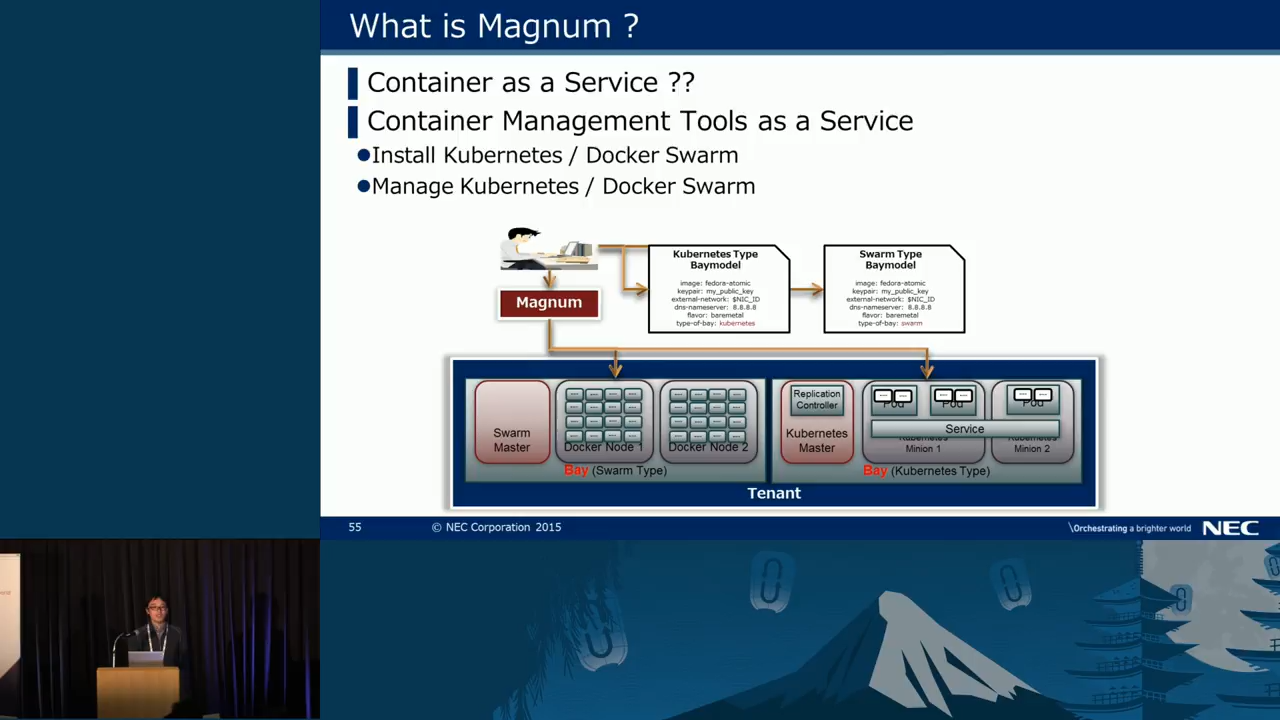 What is Magnum ?
Container as a Service ??
Container Management Tools as a Service
●Install Kubernetes / Docker Swarm
●Manage Kubernetes / Docker Swarm
Kubernetes Type
Baymodel
image: fedora-atomic
keypair: my_public_key
external-network: $NIC_ID
dns-nameserver: 8.8.8.8
flavor: baremetal
type-of-bay: kubernetes
Swarm Type
Baymodel
image: fedora-atomic
keypair: my_public_key
external-network: $NIC_ID
dns-nameserver: 8.8.8.8
flavor: baremetal
type-of-bay: swarm
Magnum
Swarm
Master
Docker Node 1
Docker Node 2
Bay (Swarm Type)
Replication
Controller
Kubernetes
Master
Pod
Pod
Pod
Service
Kubernetes
Minion 1
Kubernetes
Minion 2
Bay (Kubernetes Type)
Tenant
55
© NEC Corporation 2015
\Orchestrating a brighter world
NEC